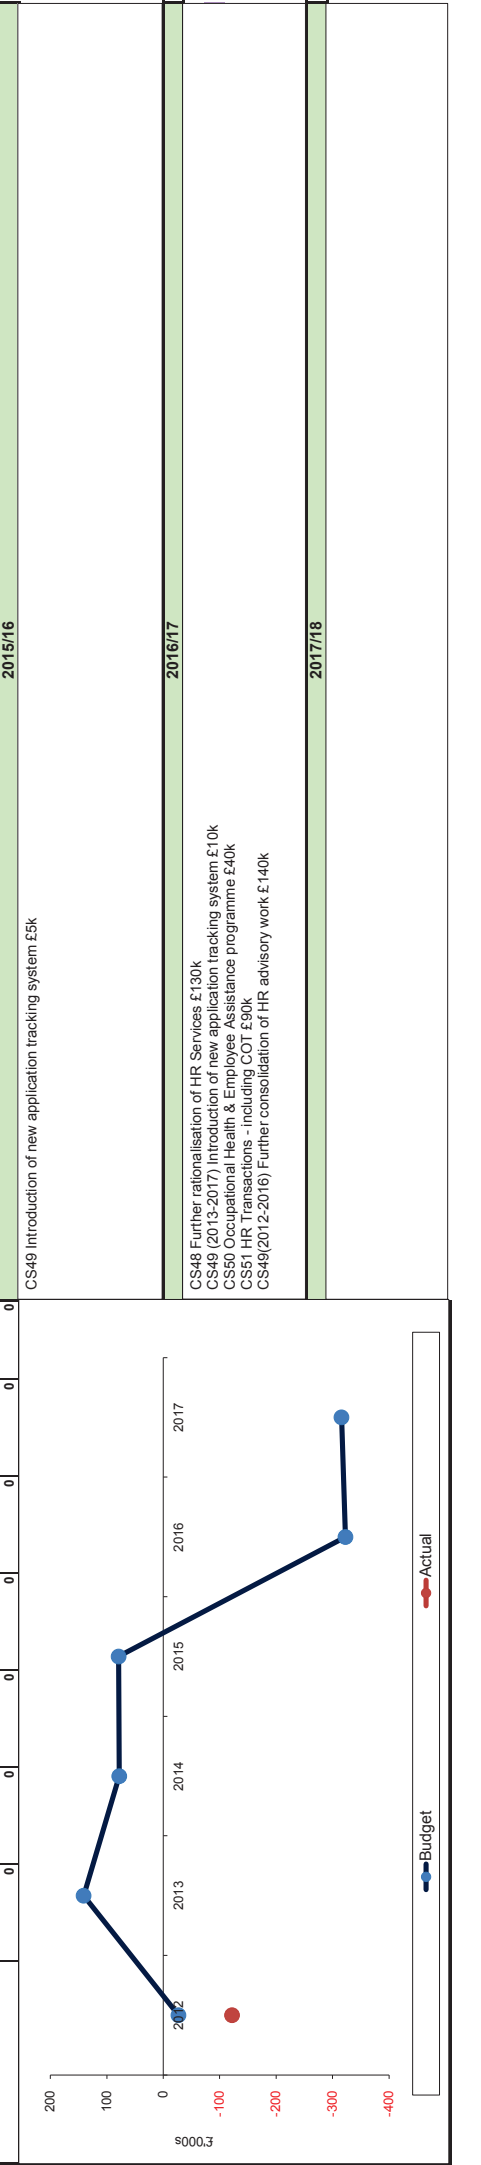 2015/16
CS49 Introduction of new application tracking system £5k
2016/17
CS48 Further rationalisation of HR Services £130k
CS49 (2013-2017) Introduction of new application tracking system £10k
CS50 Occupational Health & Employee Assistance programme £40k
CS51 HR Transactions - including COT £90k
CS49(2012-2016) Further consolidation of HR advisory work £140k
2017/18
0 0 0 0 0 0 0
200
100
0
-100
-200
-300
-400
£'000s
2012 2013 2014 2015 2016 2017
Budget Actual